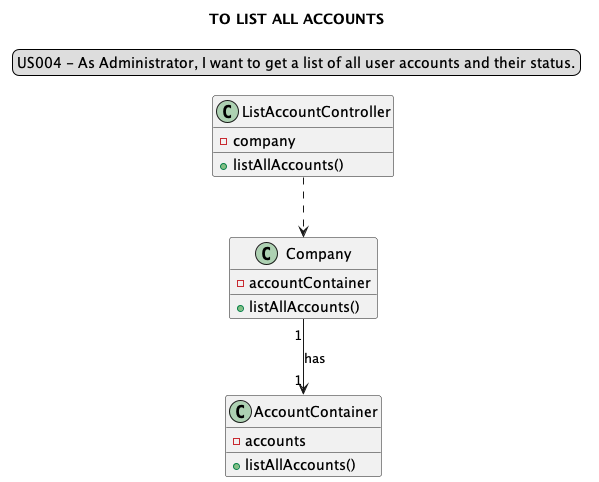 TO LIST ALL ACCOUNTS
US004 – As Administrator, I want to get a list of all user accounts and their status.
C ListAccountController
company
listAllAccounts()
C Company
accountContainer
listAllAccounts()
1
has
1
C AccountContainer
accounts
listAllAccounts()